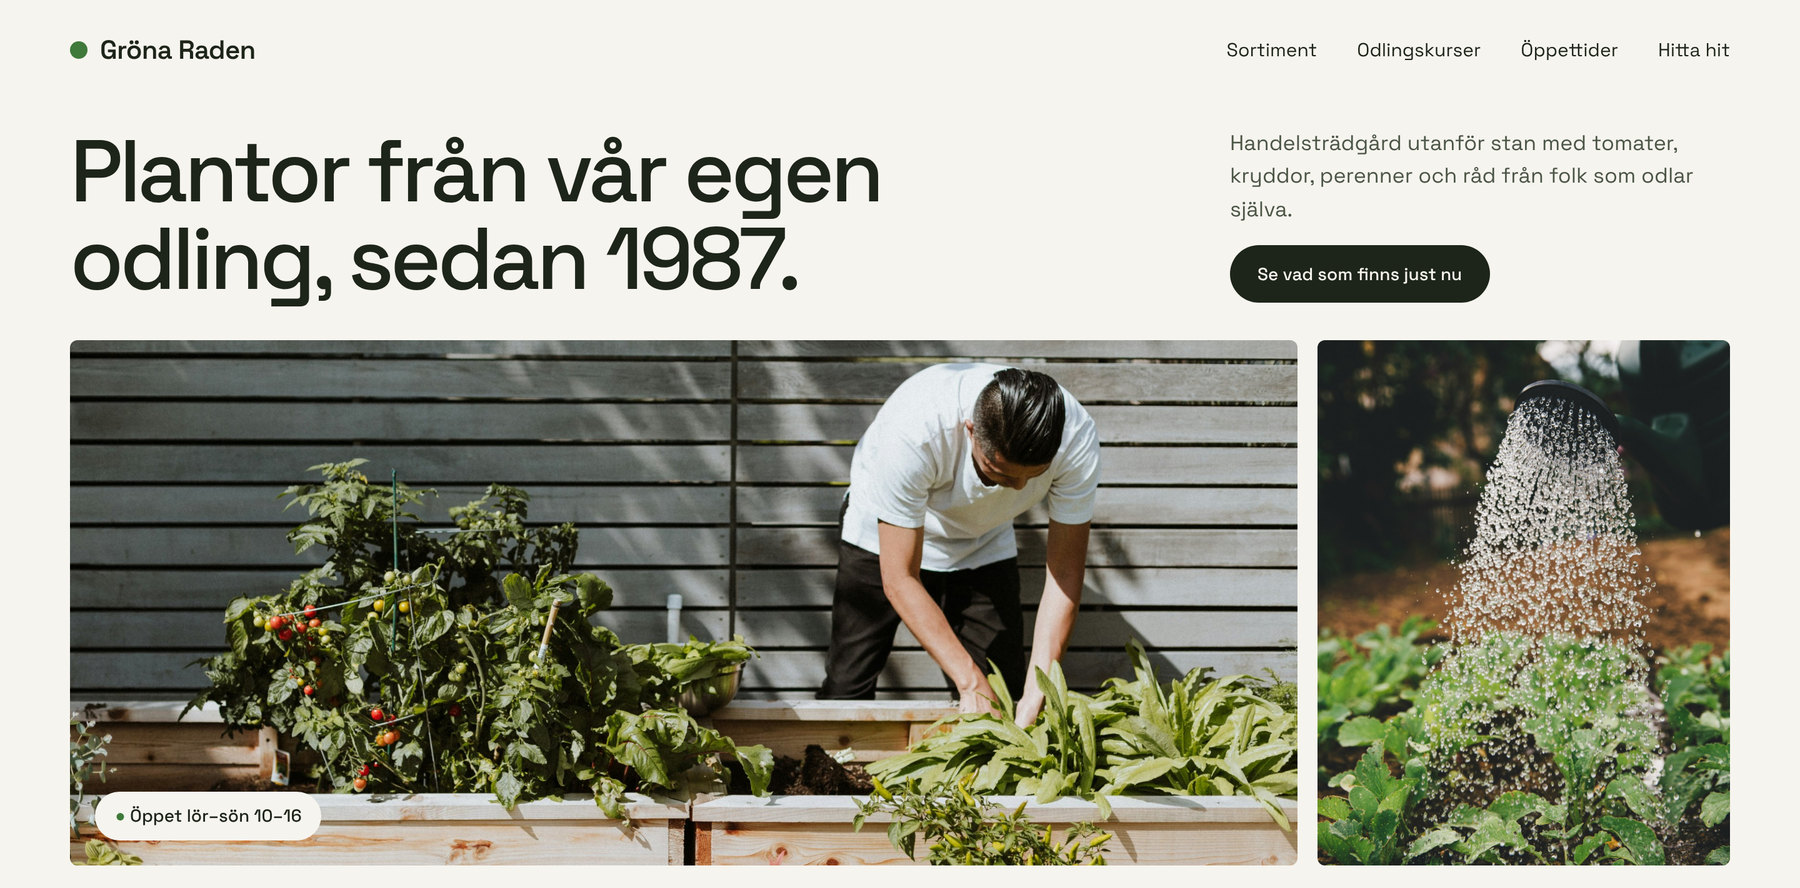 Gröna Raden
Sortiment
Odlingskurser
Öppettider
Hitta hit
Plantor från vår egen
odling, sedan 1987.
Handelsträdgård utanför stan med tomater,
kryddor, perenner och råd från folk som odlar
själva.
Se vad som finns just nu
Öppet lör–sön 10–16